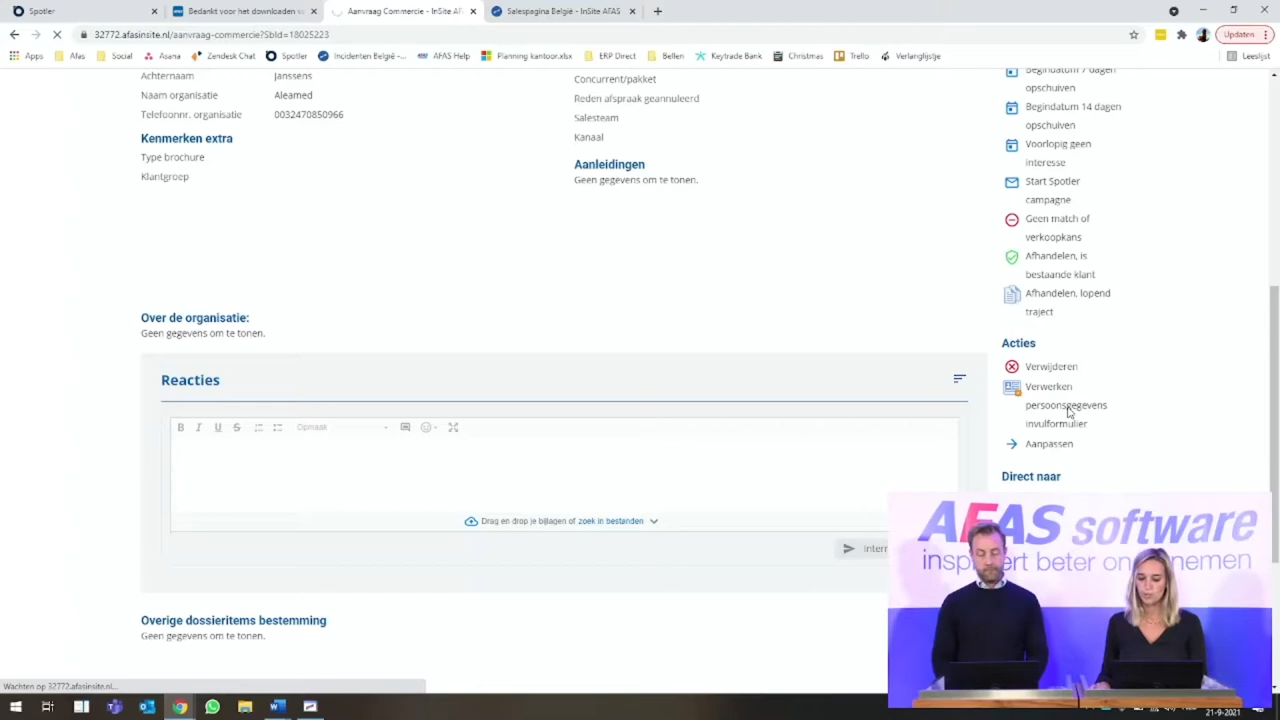 Spotler
Bedankt voor het downloaden v
Aanvraag Commercie - InSite AF
Salespagina België - InSite AFAS
32772.afasinsite.nl/aanvraag-commercie?SbId=18025223
Updaten
Apps
Afas
Social
Asana
Zendesk Chat
Spotler
Incidenten België -...
AFAS Help
Planning kantoor.xlsx
ERP Direct
Bellen
Keytrade Bank
Christmas
Trello
Verlanglijstje
Leeslijst
Achternaam Janssens
Naam organisatie Aleamed
Telefoonnr. organisatie 0032470850966
Kenmerken extra
Type brochure
Klantgroep
Concurrent/pakket
Reden afspraak geannuleerd
Salesteam
Kanaal
Aanleidingen
Geen gegevens om te tonen.
Over de organisatie:
Geen gegevens om te tonen.
Reacties
B I U S Opmaak
Drag en drop je bijlagen of zoek in bestanden
Intern
Overige dossieritems bestemming
Geen gegevens om te tonen.
Begindatum 7 dagen
opschuiven
Begindatum 14 dagen
opschuiven
Voorlopig geen
interesse
Start Spotler
campagne
Geen match of
verkoopkans
Afhandelen, is
bestaande klant
Afhandelen, lopend
traject
Acties
Verwijderen
Verwerken
persoonsgegevens
invulformulier
Aanpassen
Direct naar
AFAS software
inspi ert beter on nemen
Wachten op 32772.afasinsite.nl...
21-9-2021